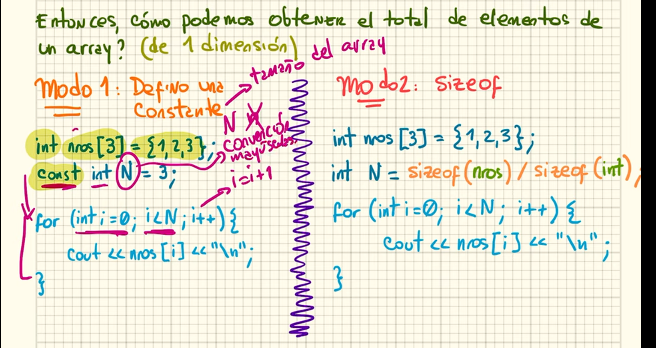 Entonces, cómo podemos obtener el total de elementos de
un array? (de 1 dimensión)
tamaño del array
Modo 1: Defino una
Constante
N
convención
mayúsculas
int nros[3] = {1,2,3};
const int N = 3;
i=i+1
for (int i=0; i<N; i++){
cout << nros[i] << "\n";
}
Modo2: sizeof
int nros[3] = {1,2,3};
int N = sizeof(nros) / sizeof(int);
for (int i=0; i<N; i++) {
cout << nros[i] << "\n";
}